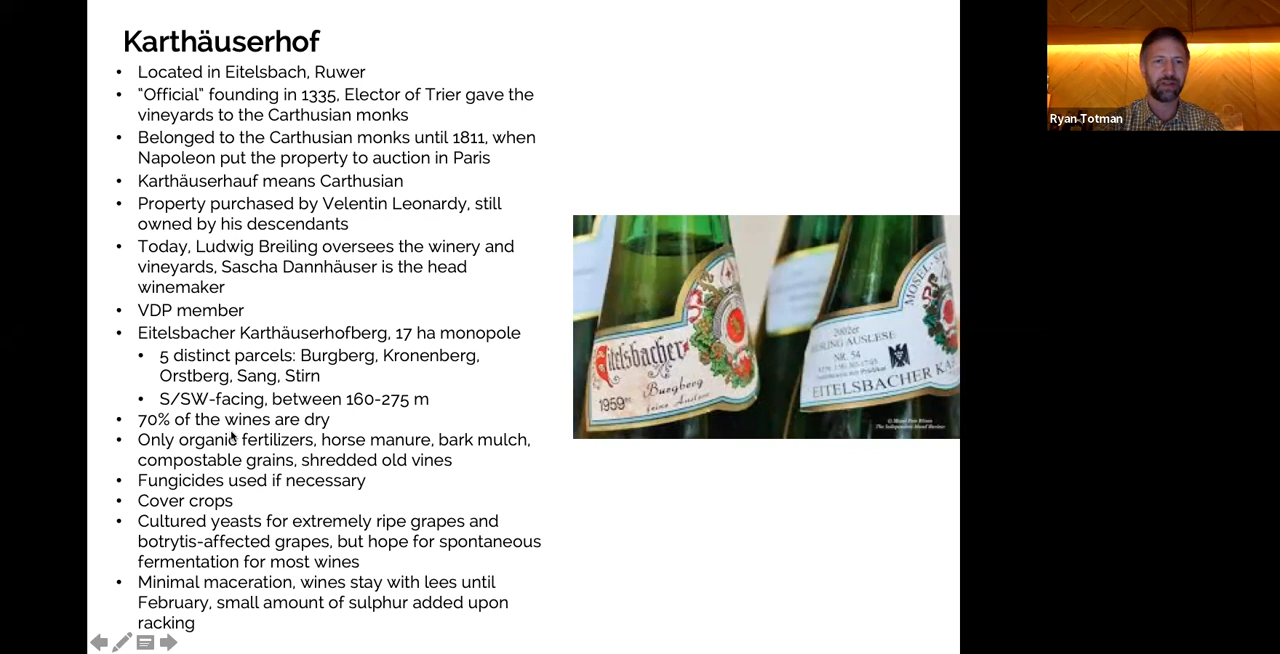 Karthäuserhof
• Located in Eitelsbach, Ruwer
• "Official" founding in 1335, Elector of Trier gave the
vineyards to the Carthusian monks
• Belonged to the Carthusian monks until 1811, when
Napoleon put the property to auction in Paris
• Karthäuserhauf means Carthusian
• Property purchased by Velentin Leonardy, still
owned by his descendants
• Today, Ludwig Breiling oversees the winery and
vineyards, Sascha Dannhäuser is the head
winemaker
• VDP member
• Eitelsbacher Karthäuserhofberg, 17 ha monopole
• 5 distinct parcels: Burgberg, Kronenberg,
Orstberg, Sang, Stirn
• S/SW-facing, between 160-275 m
• 70% of the wines are dry
• Only organic fertilizers, horse manure, bark mulch,
compostable grains, shredded old vines
• Fungicides used if necessary
• Cover crops
• Cultured yeasts for extremely ripe grapes and
botrytis-affected grapes, but hope for spontaneous
fermentation for most wines
• Minimal maceration, wines stay with lees until
February, small amount of sulphur added upon
racking
Eitelsbacher
Burgberg
1959er
MOSEL
2002er
RIESLING AUSLESE
NR. 54
EITELSBACHER KA
Ryan Totman